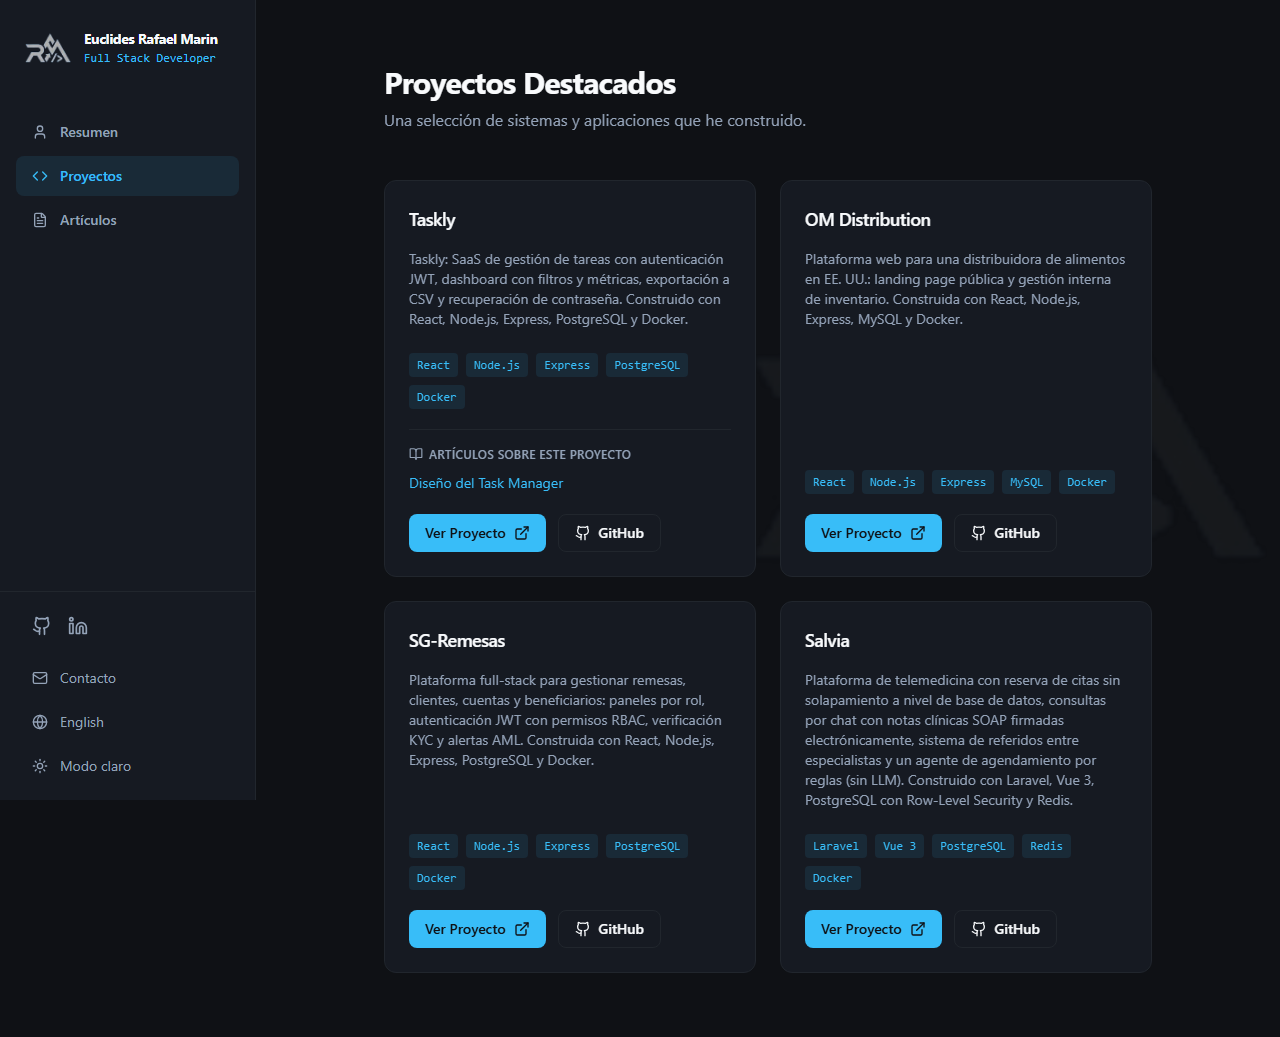 Euclides Rafael Marin
Full Stack Developer
Resumen
Proyectos
Artículos
Contacto
English
Modo claro
Proyectos Destacados
Una selección de sistemas y aplicaciones que he construido.
Taskly
Taskly: SaaS de gestión de tareas con autenticación
JWT, dashboard con filtros y métricas, exportación a
CSV y recuperación de contraseña. Construido con
React, Node.js, Express, PostgreSQL y Docker.
React Node.js Express PostgreSQL
Docker
ARTÍCULOS SOBRE ESTE PROYECTO
Diseño del Task Manager
Ver Proyecto GitHub
OM Distribution
Plataforma web para una distribuidora de alimentos
en EE. UU.: landing page pública y gestión interna
de inventario. Construida con React, Node.js,
Express, MySQL y Docker.
React Node.js Express MySQL Docker
Ver Proyecto GitHub
SG-Remesas
Plataforma full-stack para gestionar remesas,
clientes, cuentas y beneficiarios: paneles por rol,
autenticación JWT con permisos RBAC, verificación
KYC y alertas AML. Construida con React, Node.js,
Express, PostgreSQL y Docker.
React Node.js Express PostgreSQL
Docker
Ver Proyecto GitHub
Salvia
Plataforma de telemedicina con reserva de citas sin
solapamiento a nivel de base de datos, consultas
por chat con notas clínicas SOAP firmadas
electrónicamente, sistema de referidos entre
especialistas y un agente de agendamiento por
reglas (sin LLM). Construido con Laravel, Vue 3,
PostgreSQL con Row-Level Security y Redis.
Laravel Vue 3 PostgreSQL Redis
Docker
Ver Proyecto GitHub